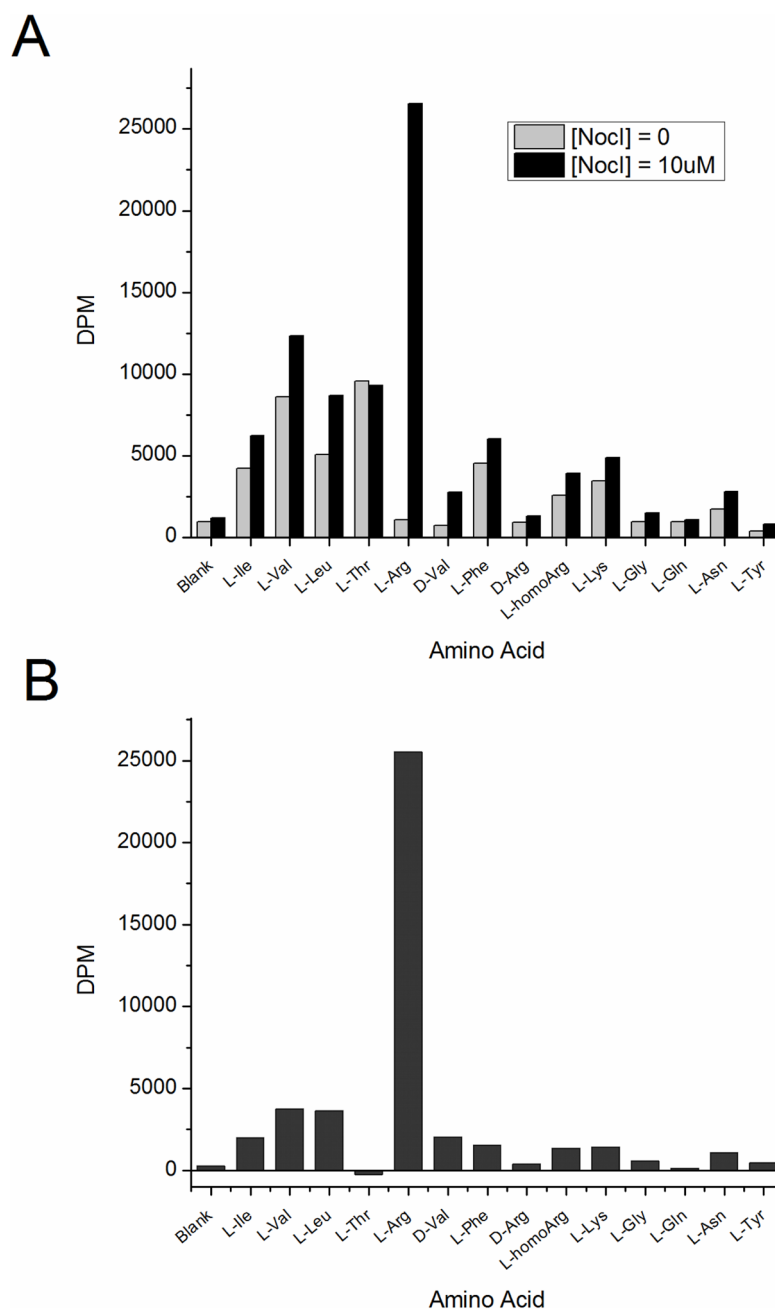 A
25000
20000
15000
10000
5000
0
DPM
[NocI] = 0
[NocI] = 10uM
Blank
L-Ile
L-Val
L-Leu
L-Thr
L-Arg
D-Val
L-Phe
D-Arg
L-homoArg
L-Lys
L-Gly
L-Gln
L-Asn
L-Tyr
Amino Acid
B
25000
20000
15000
10000
5000
0
DPM
Blank
L-Ile
L-Val
L-Leu
L-Thr
L-Arg
D-Val
L-Phe
D-Arg
L-homoArg
L-Lys
L-Gly
L-Gln
L-Asn
L-Tyr
Amino Acid